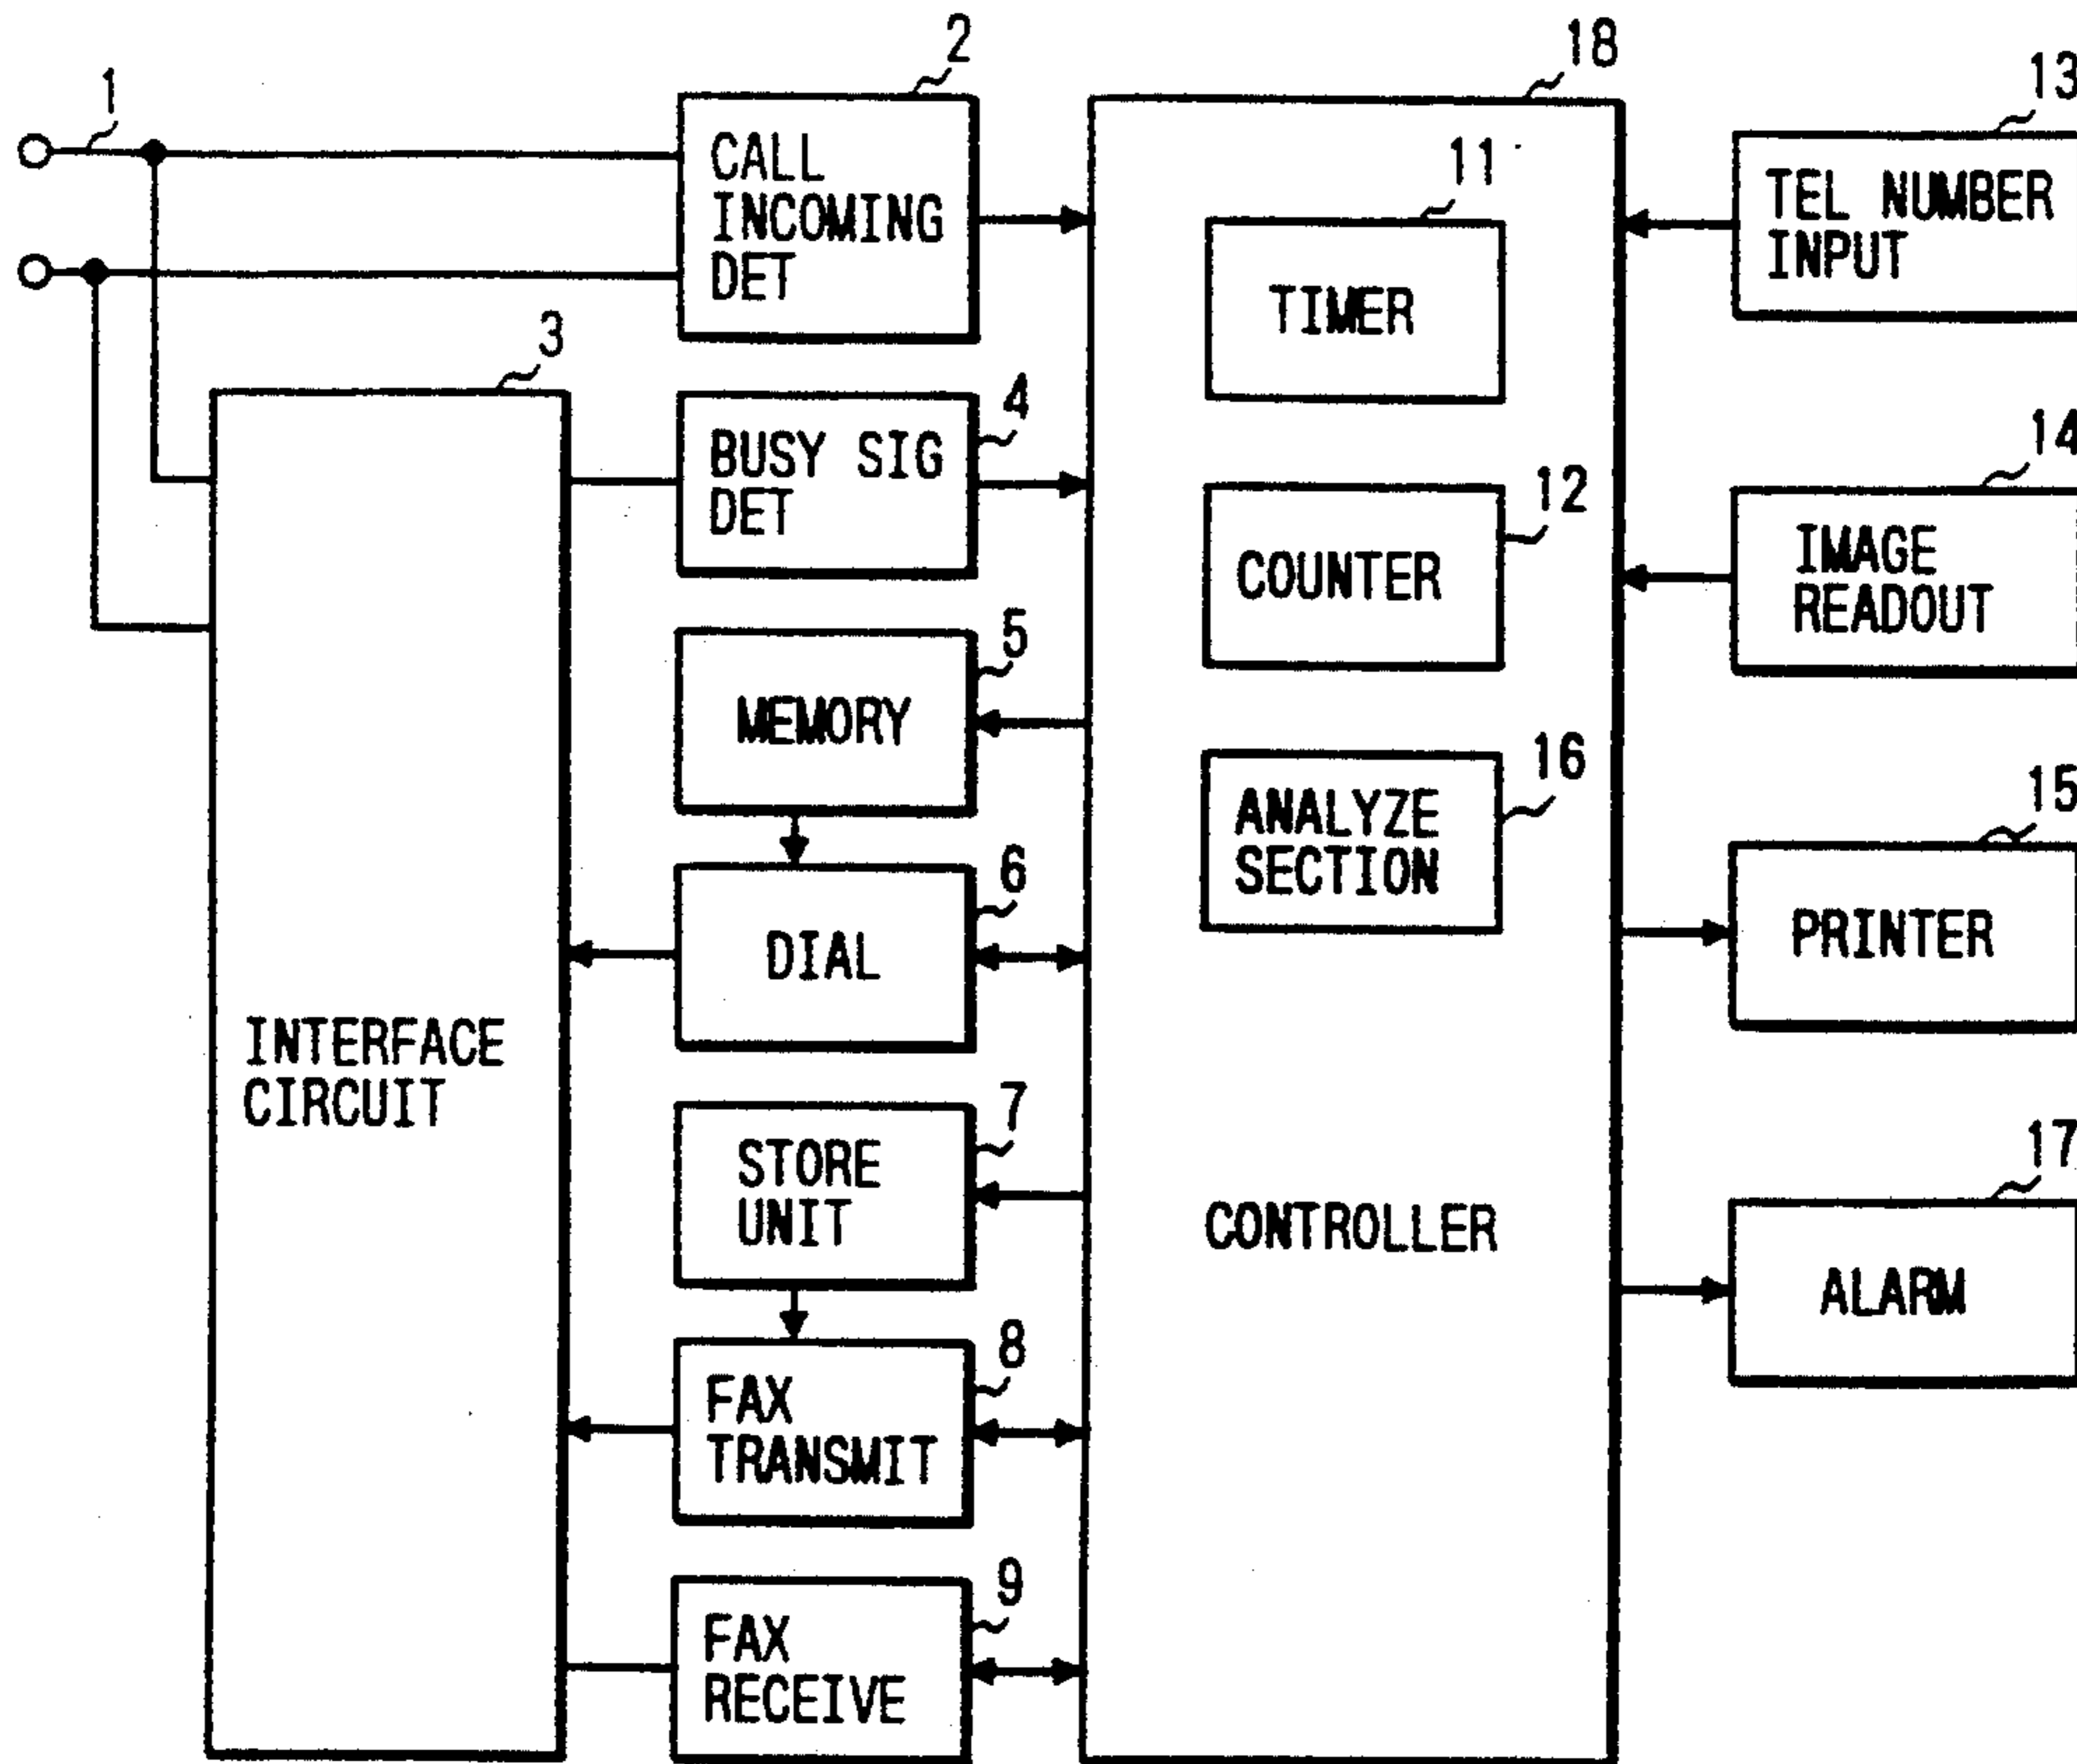 1
2
CALL
INCOMING
DET
3
INTERFACE
CIRCUIT
4
BUSY SIG
DET
5
MEMORY
6
DIAL
7
STORE
UNIT
8
FAX
TRANSMIT
9
FAX
RECEIVE
18
11
TIMER
12
COUNTER
16
ANALYZE
SECTION
CONTROLLER
13
TEL NUMBER
INPUT
14
IMAGE
READOUT
15
PRINTER
17
ALARM